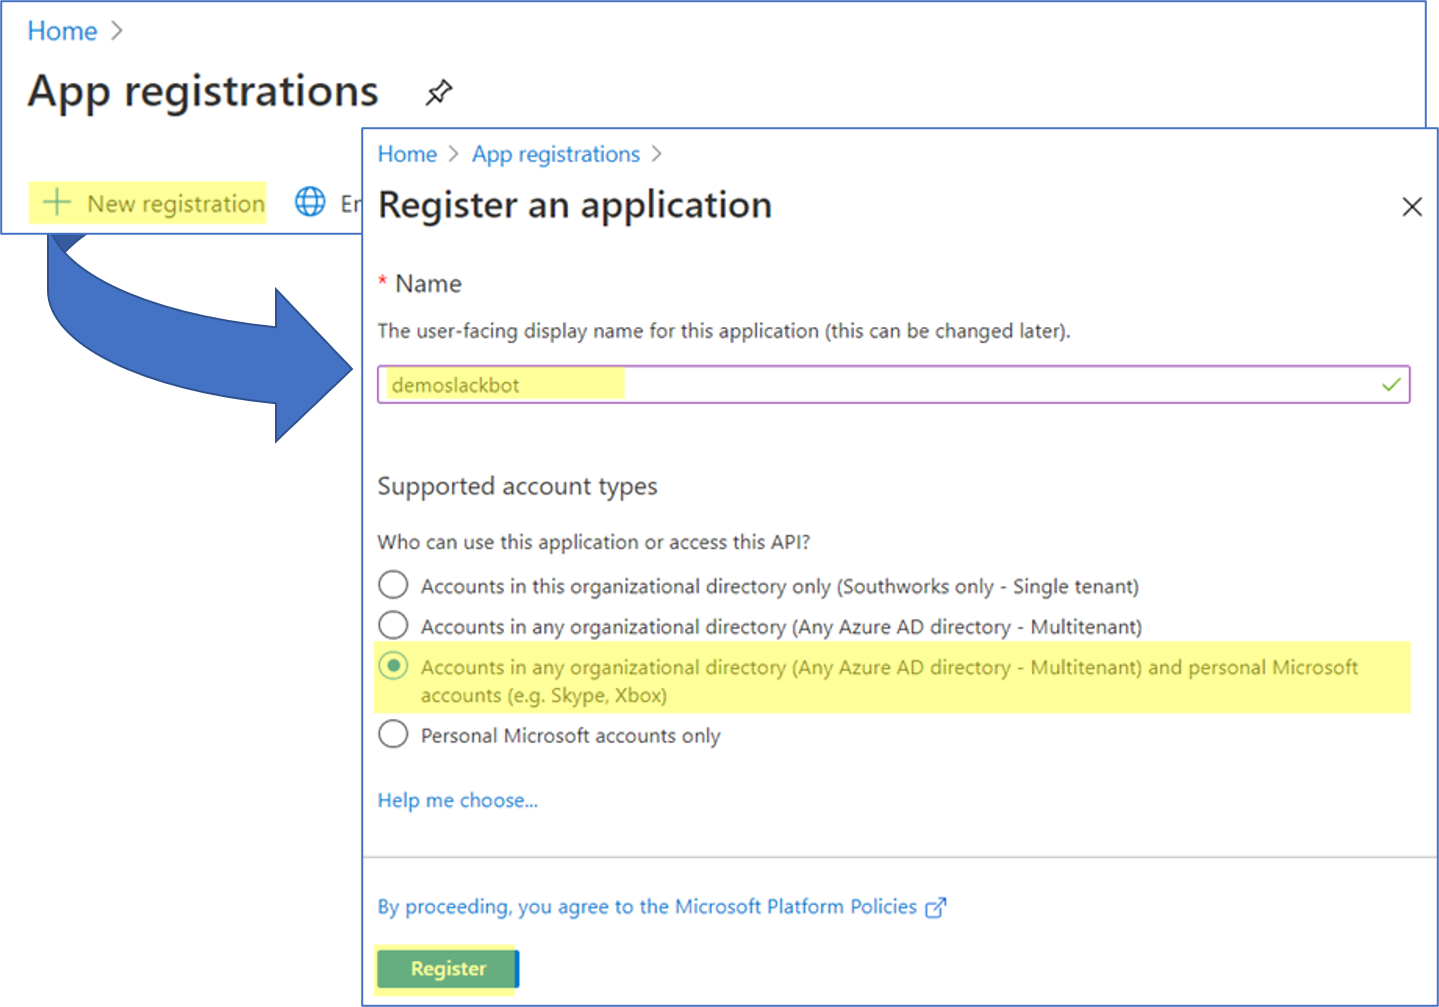 Home
App registrations
New registration
Home
App registrations
Register an application
* Name
The user-facing display name for this application (this can be changed later).
demoslackbot
Supported account types
Who can use this application or access this API?
Accounts in this organizational directory only (Southworks only - Single tenant)
Accounts in any organizational directory (Any Azure AD directory - Multitenant)
Accounts in any organizational directory (Any Azure AD directory - Multitenant) and personal Microsoft
accounts (e.g. Skype, Xbox)
Personal Microsoft accounts only
Help me choose...
By proceeding, you agree to the Microsoft Platform Policies
Register